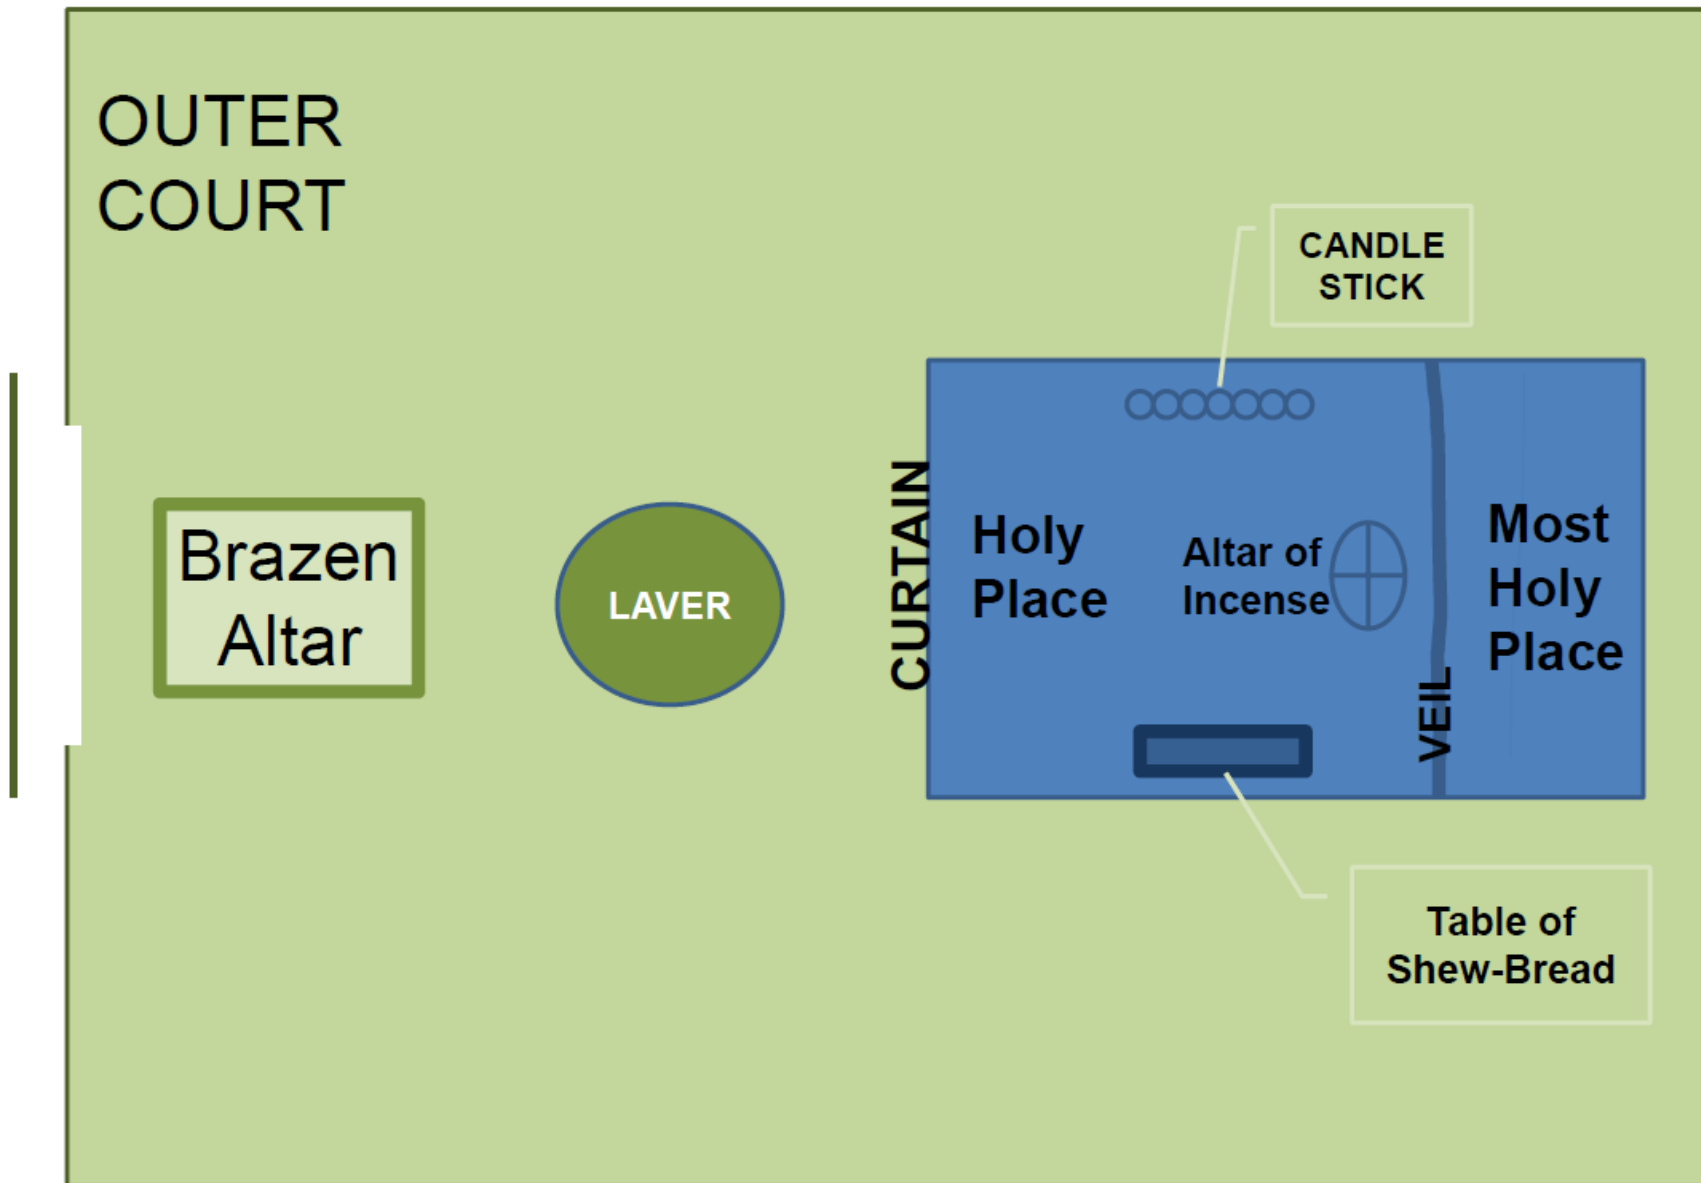 OUTER
COURT
CANDLE
STICK
Brazen
Altar
LAVER
CURTAIN
Holy
Place
Altar of
Incense
VEIL
Most
Holy
Place
Table of
Shew-Bread